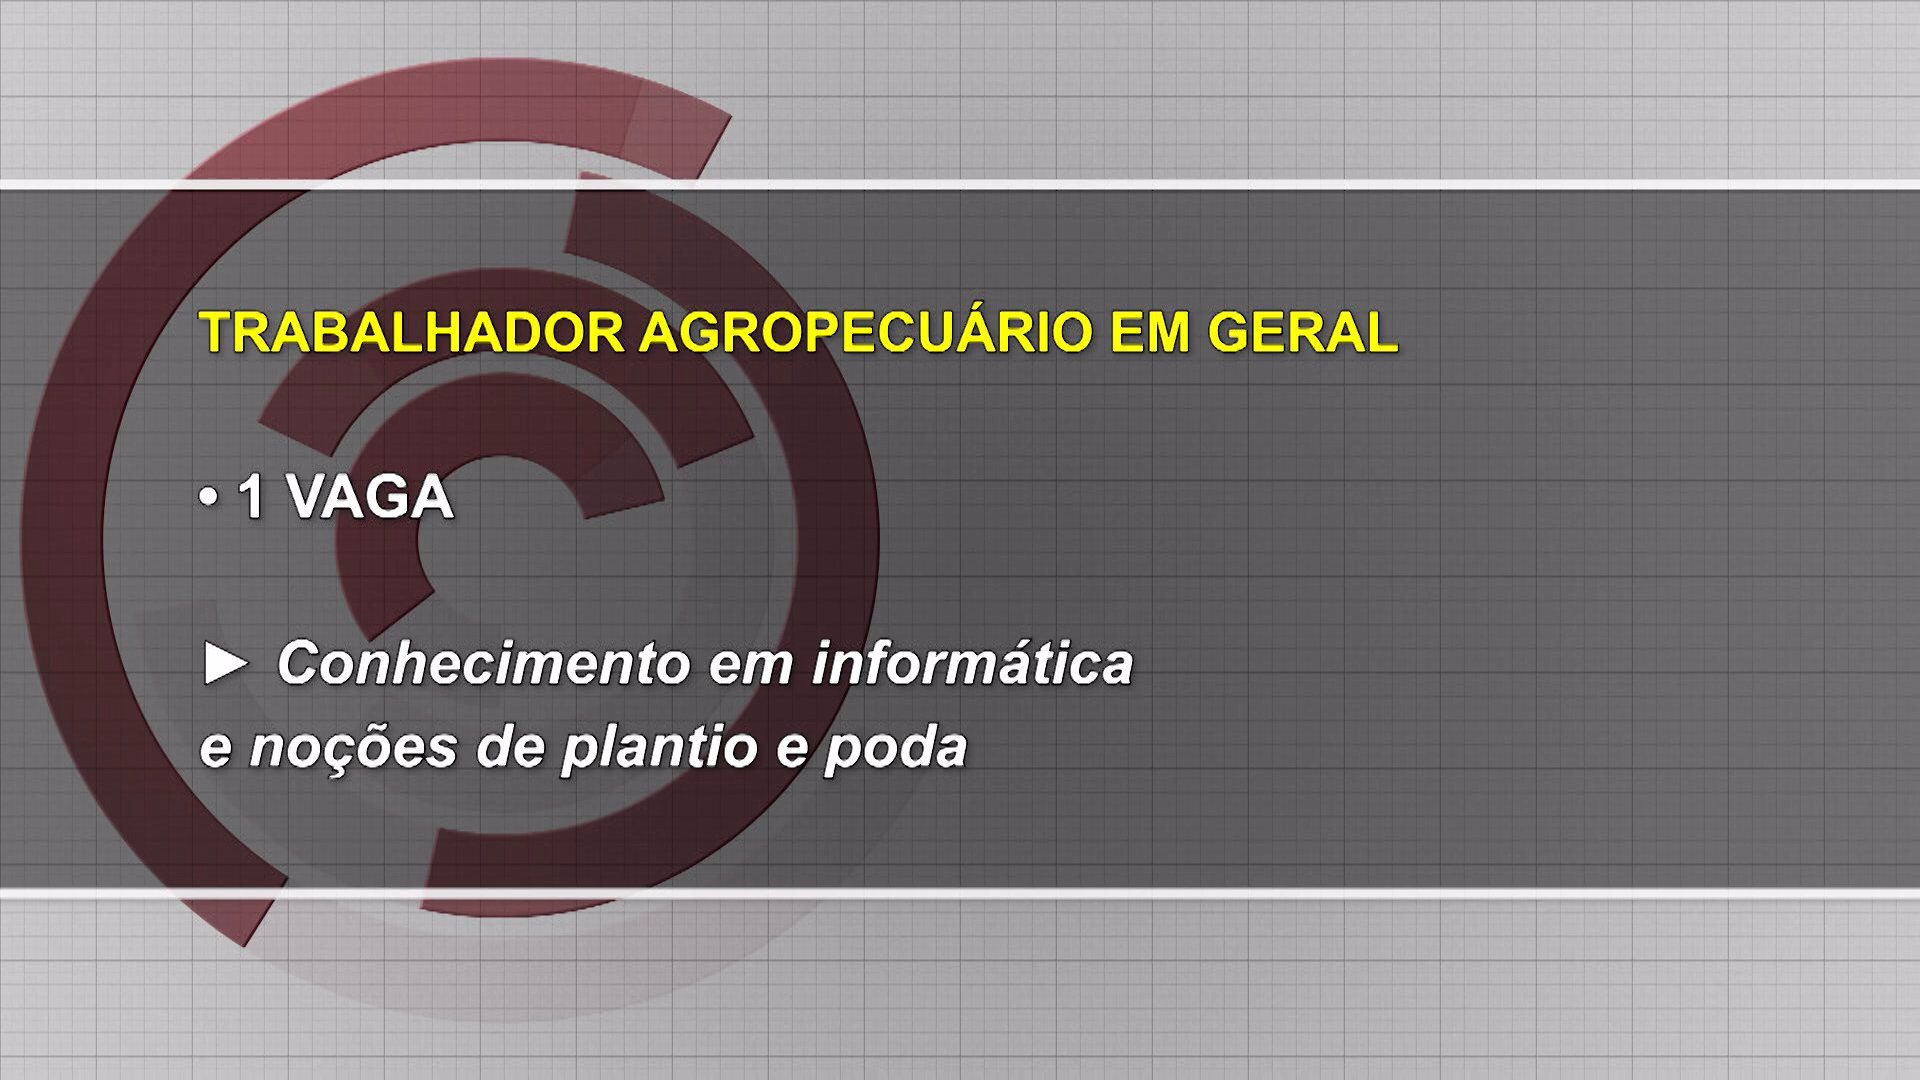 TRABALHADOR AGROPECUÁRIO EM GERAL
• 1 VAGA
► Conhecimento em informática
e noções de plantio e poda